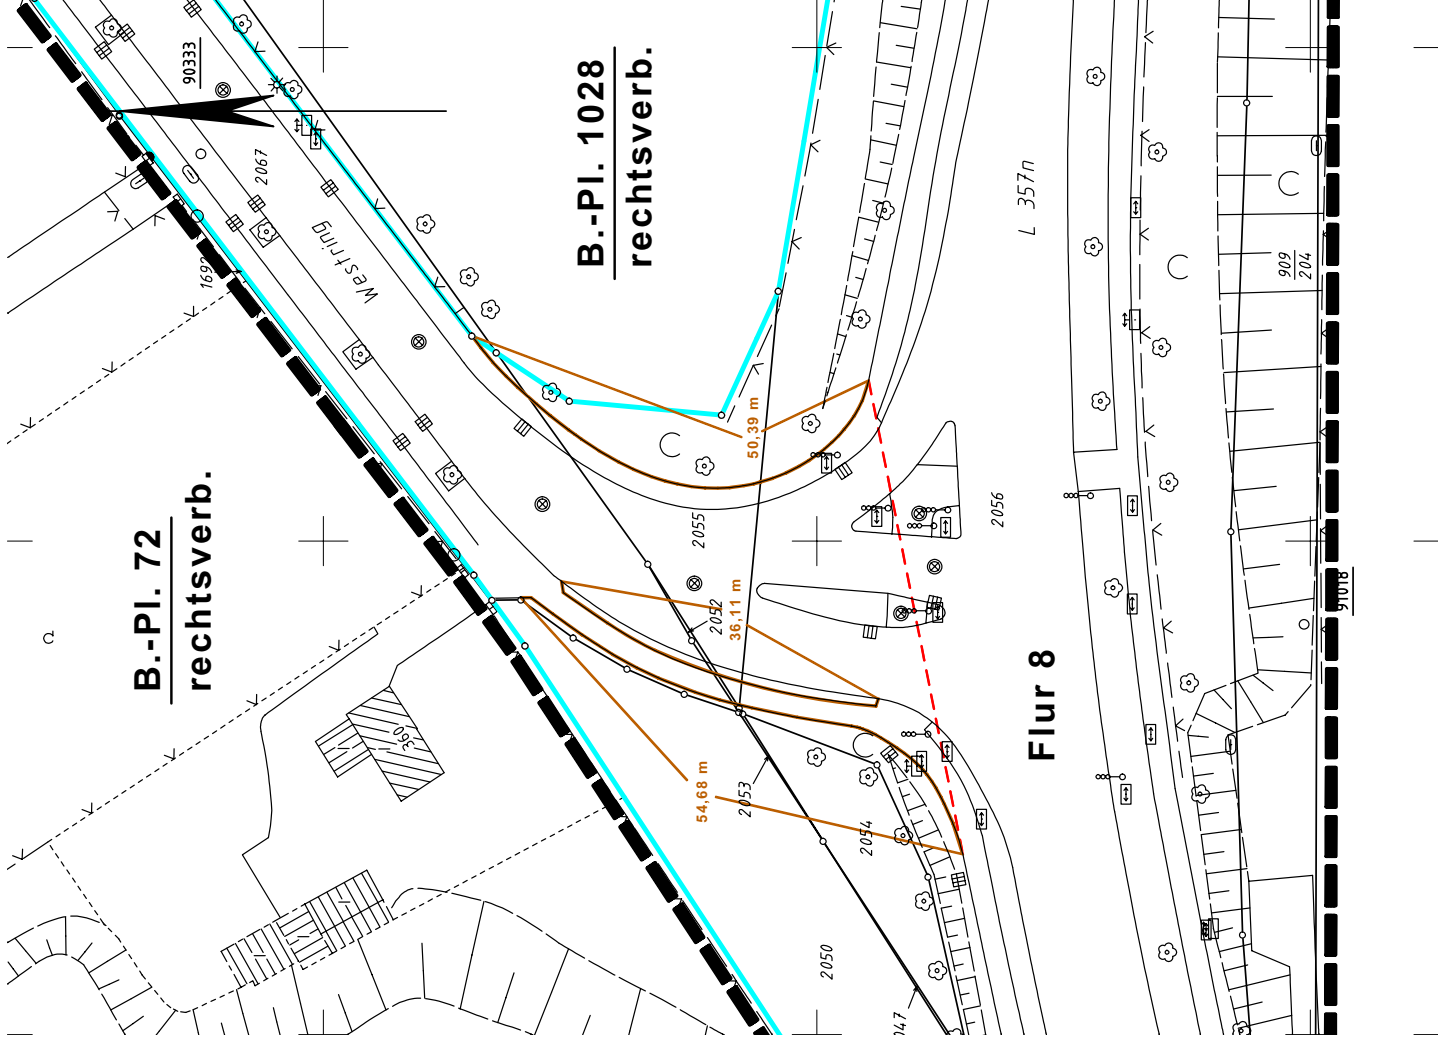 90333
B.-Pl. 1028
rechtsverb.
2067
L 357n
Westring
909
204
50,39 m
B.-Pl. 72
rechtsverb.
2055
2056
2052
36,11 m
91018
Flur 8
360
54,68 m
2053
2054
2050